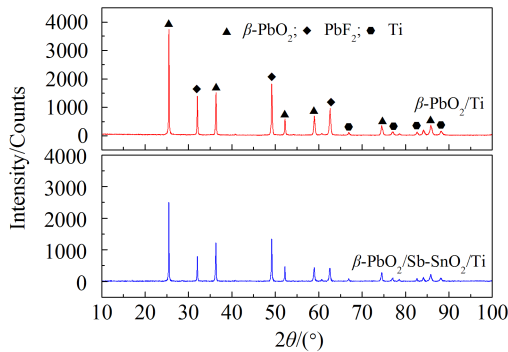 4000
3000
2000
1000
0
▲ β-PbO₂; ◆ PbF₂; ⬣ Ti
β-PbO₂/Ti
Intensity/Counts
4000
3000
2000
1000
0
β-PbO₂/Sb-SnO₂/Ti
10 20 30 40 50 60 70 80 90 100
2θ/(°)